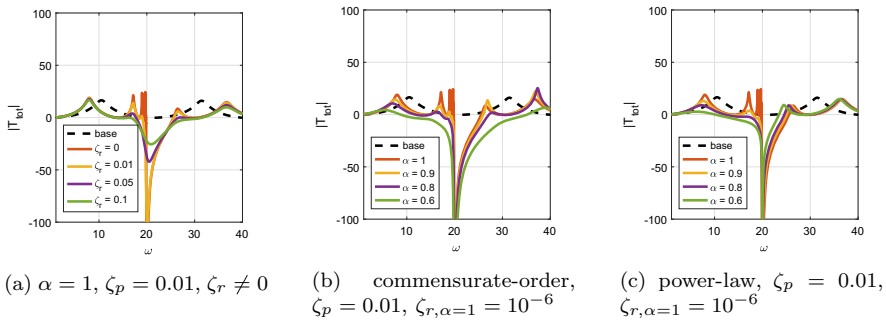 100
50
0
-50
-100
|T_tot|
base
ζ_r = 0
ζ_r = 0.01
ζ_r = 0.05
ζ_r = 0.1
10 20 30 40
ω
(a) α = 1, ζ_p = 0.01, ζ_r ≠ 0
100
50
0
-50
-100
|T_tot|
base
α = 1
α = 0.9
α = 0.8
α = 0.6
10 20 30 40
ω
(b) commensurate-order,
ζ_p = 0.01, ζ_{r,α=1} = 10^{-6}
100
50
0
-50
-100
|T_tot|
base
α = 1
α = 0.9
α = 0.8
α = 0.6
10 20 30 40
ω
(c) power-law, ζ_p = 0.01,
ζ_{r,α=1} = 10^{-6}